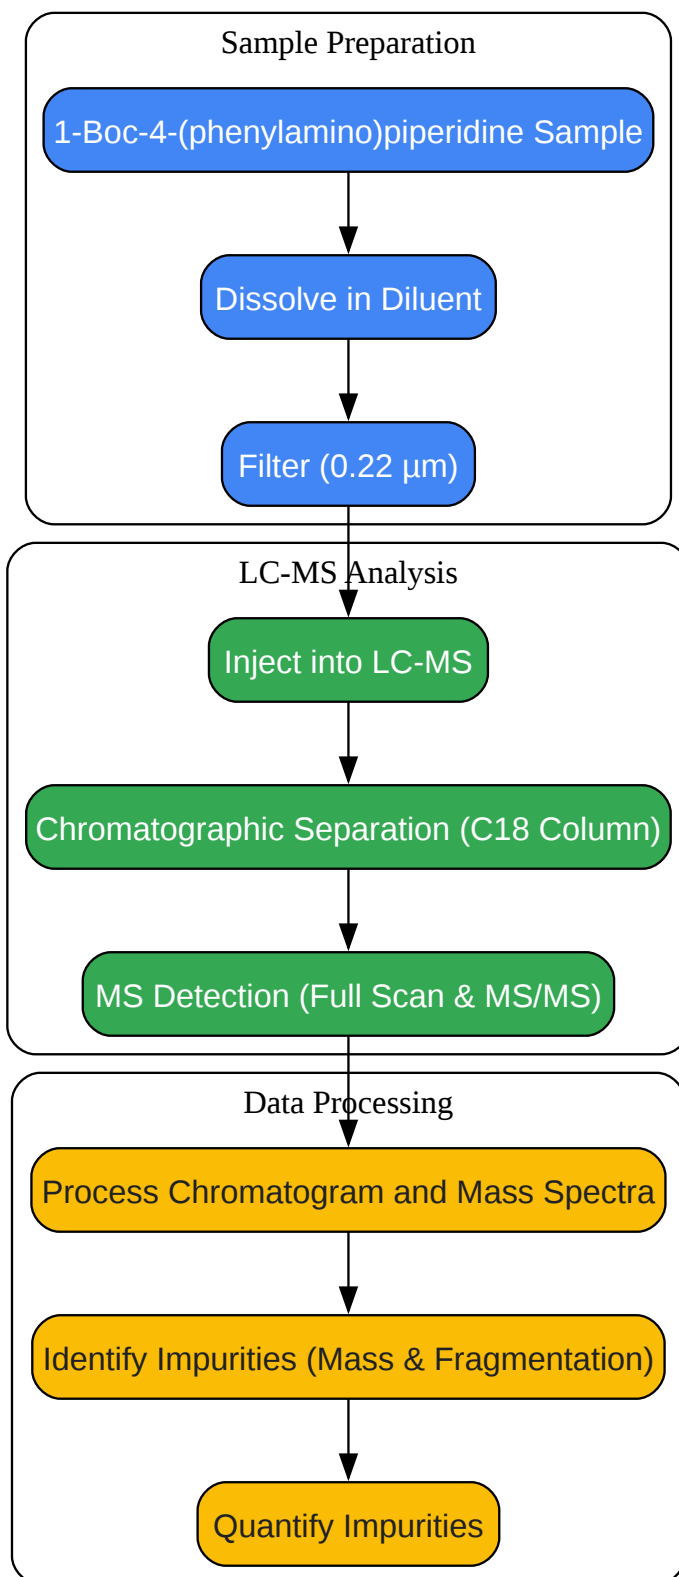 Sample Preparation
1-Boc-4-(phenylamino)piperidine Sample
Dissolve in Diluent
Filter (0.22 µm)
LC-MS Analysis
Inject into LC-MS
Chromatographic Separation (C18 Column)
MS Detection (Full Scan & MS/MS)
Data Processing
Process Chromatogram and Mass Spectra
Identify Impurities (Mass & Fragmentation)
Quantify Impurities